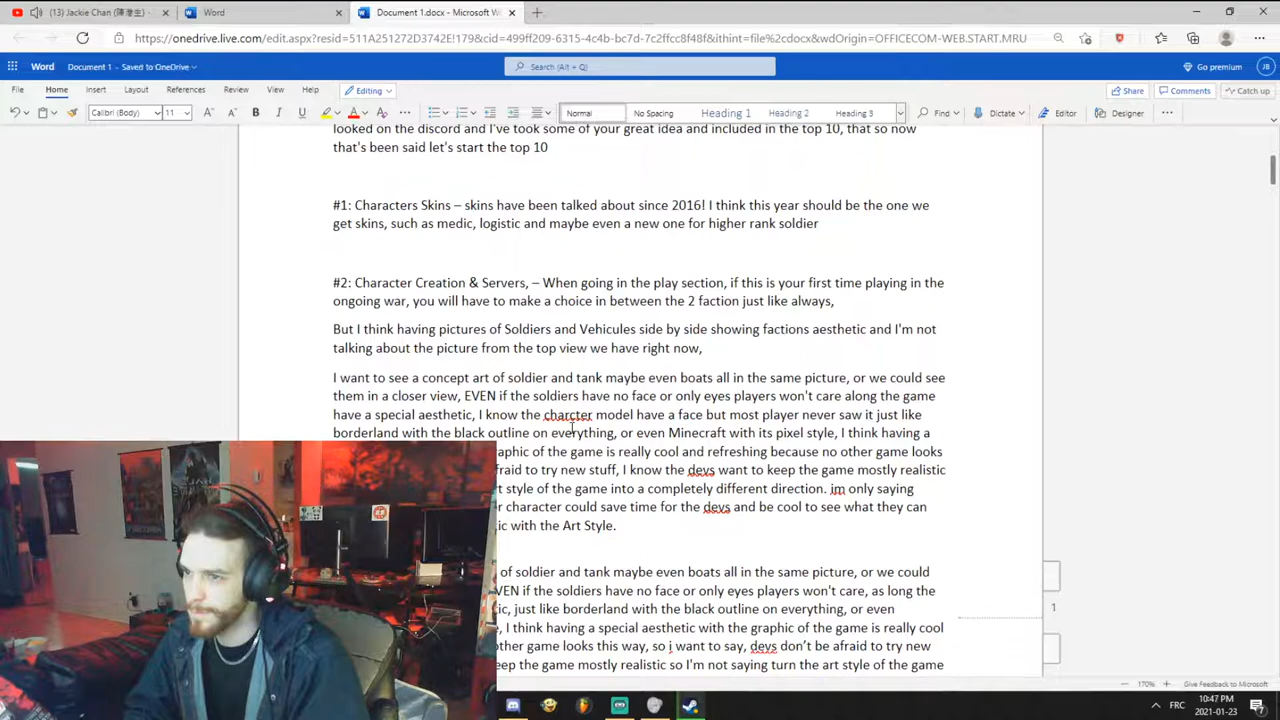 (13) Jackie Chan (陳港生) -
Word
Document 1.docx - Microsoft W
https://onedrive.live.com/edit.aspx?resid=511A251272D3742E!179&cid=499ff209-6315-4c4b-bc7d-7c2ffcc8f48f&ithint=file%2cdocx&wdOrigin=OFFICECOM-WEB.START.MRU
Word Document 1 - Saved to OneDrive
Search (Alt + Q)
Go premium JB
File Home Insert Layout References Review View Help Editing
Share Comments Catch up
Calibri (Body) 11 B I U A
Normal No Spacing Heading 1 Heading 2 Heading 3
Find Dictate Editor Designer
looked on the discord and I've took some of your great idea and included in the top 10, that so now
that's been said let's start the top 10
#1: Characters Skins – skins have been talked about since 2016! I think this year should be the one we
get skins, such as medic, logistic and maybe even a new one for higher rank soldier
#2: Character Creation & Servers, – When going in the play section, if this is your first time playing in the
ongoing war, you will have to make a choice in between the 2 faction just like always,
But I think having pictures of Soldiers and Vehicules side by side showing factions aesthetic and I'm not
talking about the picture from the top view we have right now,
I want to see a concept art of soldier and tank maybe even boats all in the same picture, or we could see
them in a closer view, EVEN if the soldiers have no face or only eyes players won't care along the game
have a special aesthetic, I know the charcter model have a face but most player never saw it just like
borderland with the black outline on everything, or even Minecraft with its pixel style, I think having a
graphic of the game is really cool and refreshing because no other game looks
afraid to try new stuff, I know the devs want to keep the game mostly realistic
style of the game into a completely different direction. im only saying
character could save time for the devs and be cool to see what they can
with the Art Style.
of soldier and tank maybe even boats all in the same picture, or we could
EVEN if the soldiers have no face or only eyes players won't care, as long the
just like borderland with the black outline on everything, or even
I think having a special aesthetic with the graphic of the game is really cool
other game looks this way, so i want to say, devs don't be afraid to try new
keep the game mostly realistic so I'm not saying turn the art style of the game
1
170% Give Feedback to Microsoft
FRC
10:47 PM
2021-01-23
7